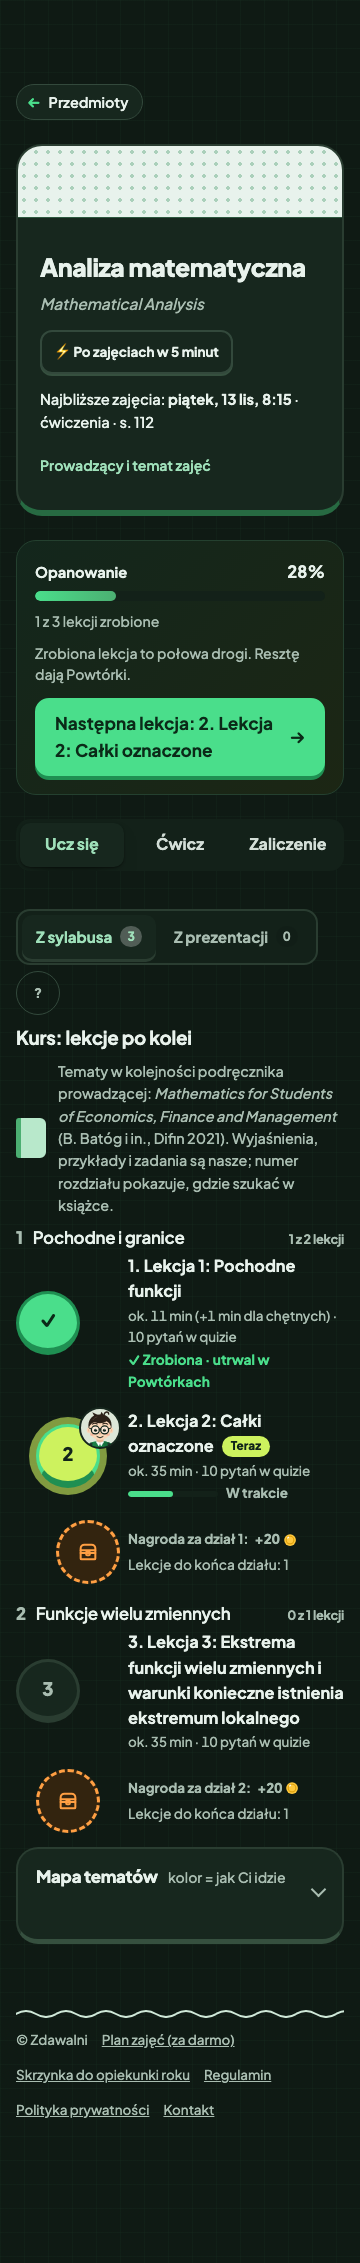 ← Przedmioty
Analiza matematyczna
Mathematical Analysis
⚡ Po zajęciach w 5 minut
Najbliższe zajęcia: piątek, 13 lis, 8:15 ·
ćwiczenia · s. 112
Prowadzący i temat zajęć
Opanowanie 28%
1 z 3 lekcji zrobione
Zrobiona lekcja to połowa drogi. Resztę
dają Powtórki.
Następna lekcja: 2. Lekcja
2: Całki oznaczone →
Ucz się Ćwicz Zaliczenie
Z sylabusa 3 Z prezentacji 0
?
Kurs: lekcje po kolei
Tematy w kolejności podręcznika
prowadzącej: Mathematics for Students
of Economics, Finance and Management
(B. Batóg i in., Difin 2021). Wyjaśnienia,
przykłady i zadania są nasze; numer
rozdziału pokazuje, gdzie szukać w
książce.
1 Pochodne i granice 1 z 2 lekcji
1. Lekcja 1: Pochodne
funkcji
ok. 11 min (+1 min dla chętnych) ·
10 pytań w quizie
✓ Zrobiona · utrwal w
Powtórkach
2
2. Lekcja 2: Całki
oznaczone Teraz
ok. 35 min · 10 pytań w quizie
W trakcie
Nagroda za dział 1: +20
Lekcje do końca działu: 1
2 Funkcje wielu zmiennych 0 z 1 lekcji
3
3. Lekcja 3: Ekstrema
funkcji wielu zmiennych i
warunki konieczne istnienia
ekstremum lokalnego
ok. 35 min · 10 pytań w quizie
Nagroda za dział 2: +20
Lekcje do końca działu: 1
Mapa tematów kolor = jak Ci idzie
© Zdawalni Plan zajęć (za darmo)
Skrzynka do opiekunki roku Regulamin
Polityka prywatności Kontakt